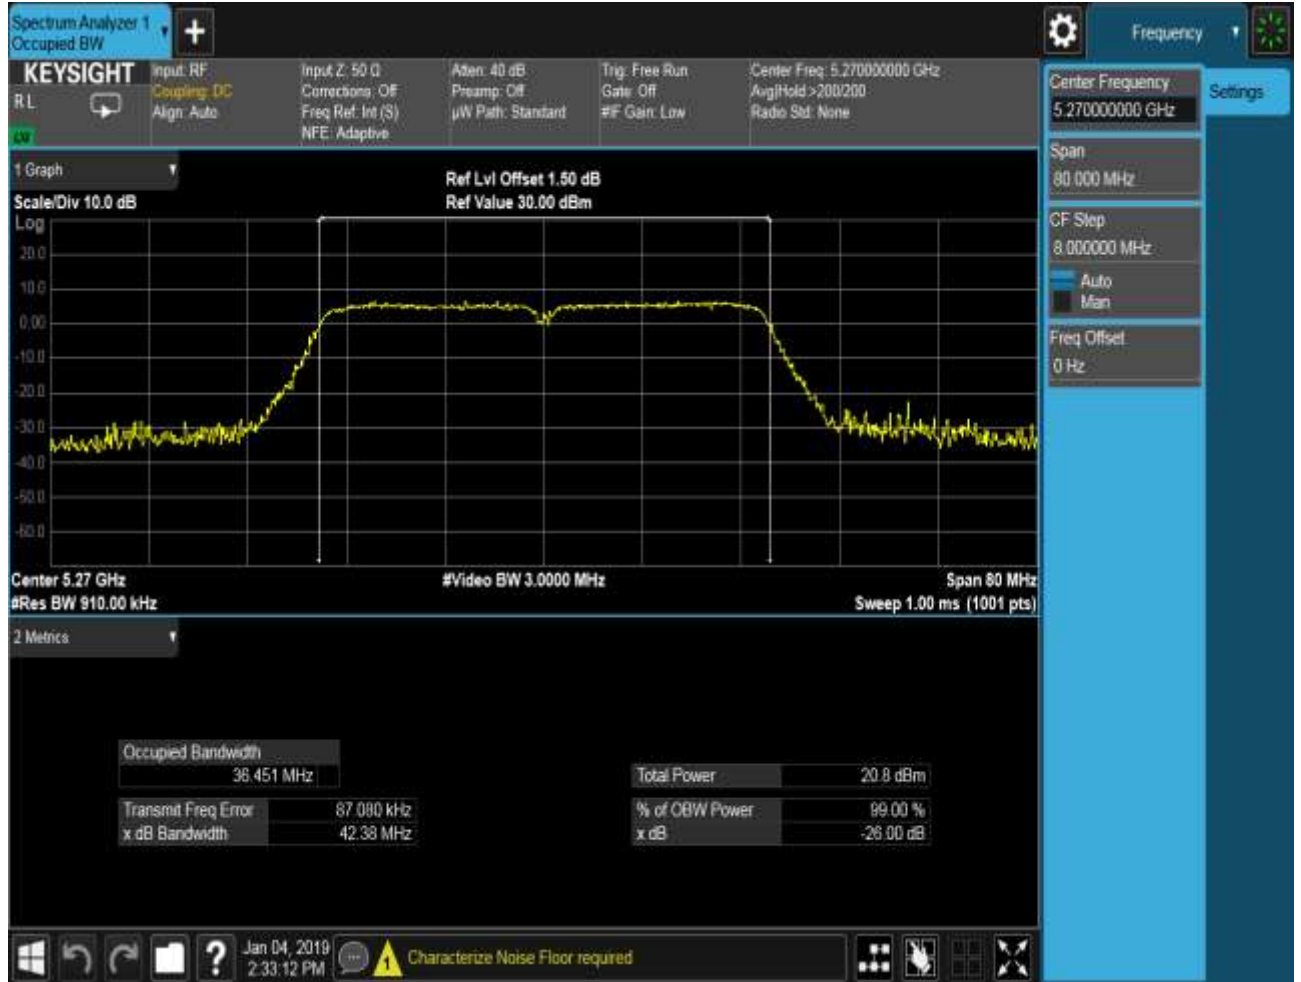 Spectrum Analyzer 1
Occupied BW
Frequency
KEYSIGHT
R L
Input: RF
Coupling: DC
Align: Auto
Input Z: 50 Ω
Corrections: Off
Freq Ref: Int (S)
NFE: Adaptive
Atten: 40 dB
Preamp: Off
µW Path: Standard
Trig: Free Run
Gate: Off
#IF Gain: Low
Center Freq: 5.270000000 GHz
Avg|Hold:>200/200
Radio Std: None
Center Frequency
5.270000000 GHz
Settings
Span
80.000 MHz
CF Step
8.000000 MHz
Auto
Man
Freq Offset
0 Hz
1 Graph
Scale/Div 10.0 dB
Ref Lvl Offset 1.50 dB
Ref Value 30.00 dBm
Log
20.0
10.0
0.00
-10.0
-20.0
-30.0
-40.0
-50.0
-60.0
Center 5.27 GHz
#Video BW 3.0000 MHz
Span 80 MHz
#Res BW 910.00 kHz
Sweep 1.00 ms (1001 pts)
2 Metrics
Occupied Bandwidth
36.451 MHz
Total Power 20.8 dBm
Transmit Freq Error 87.080 kHz
% of OBW Power 99.00 %
x dB Bandwidth 42.38 MHz
x dB -26.00 dB
?
Jan 04, 2019
2:33:12 PM
1
Characterize Noise Floor required